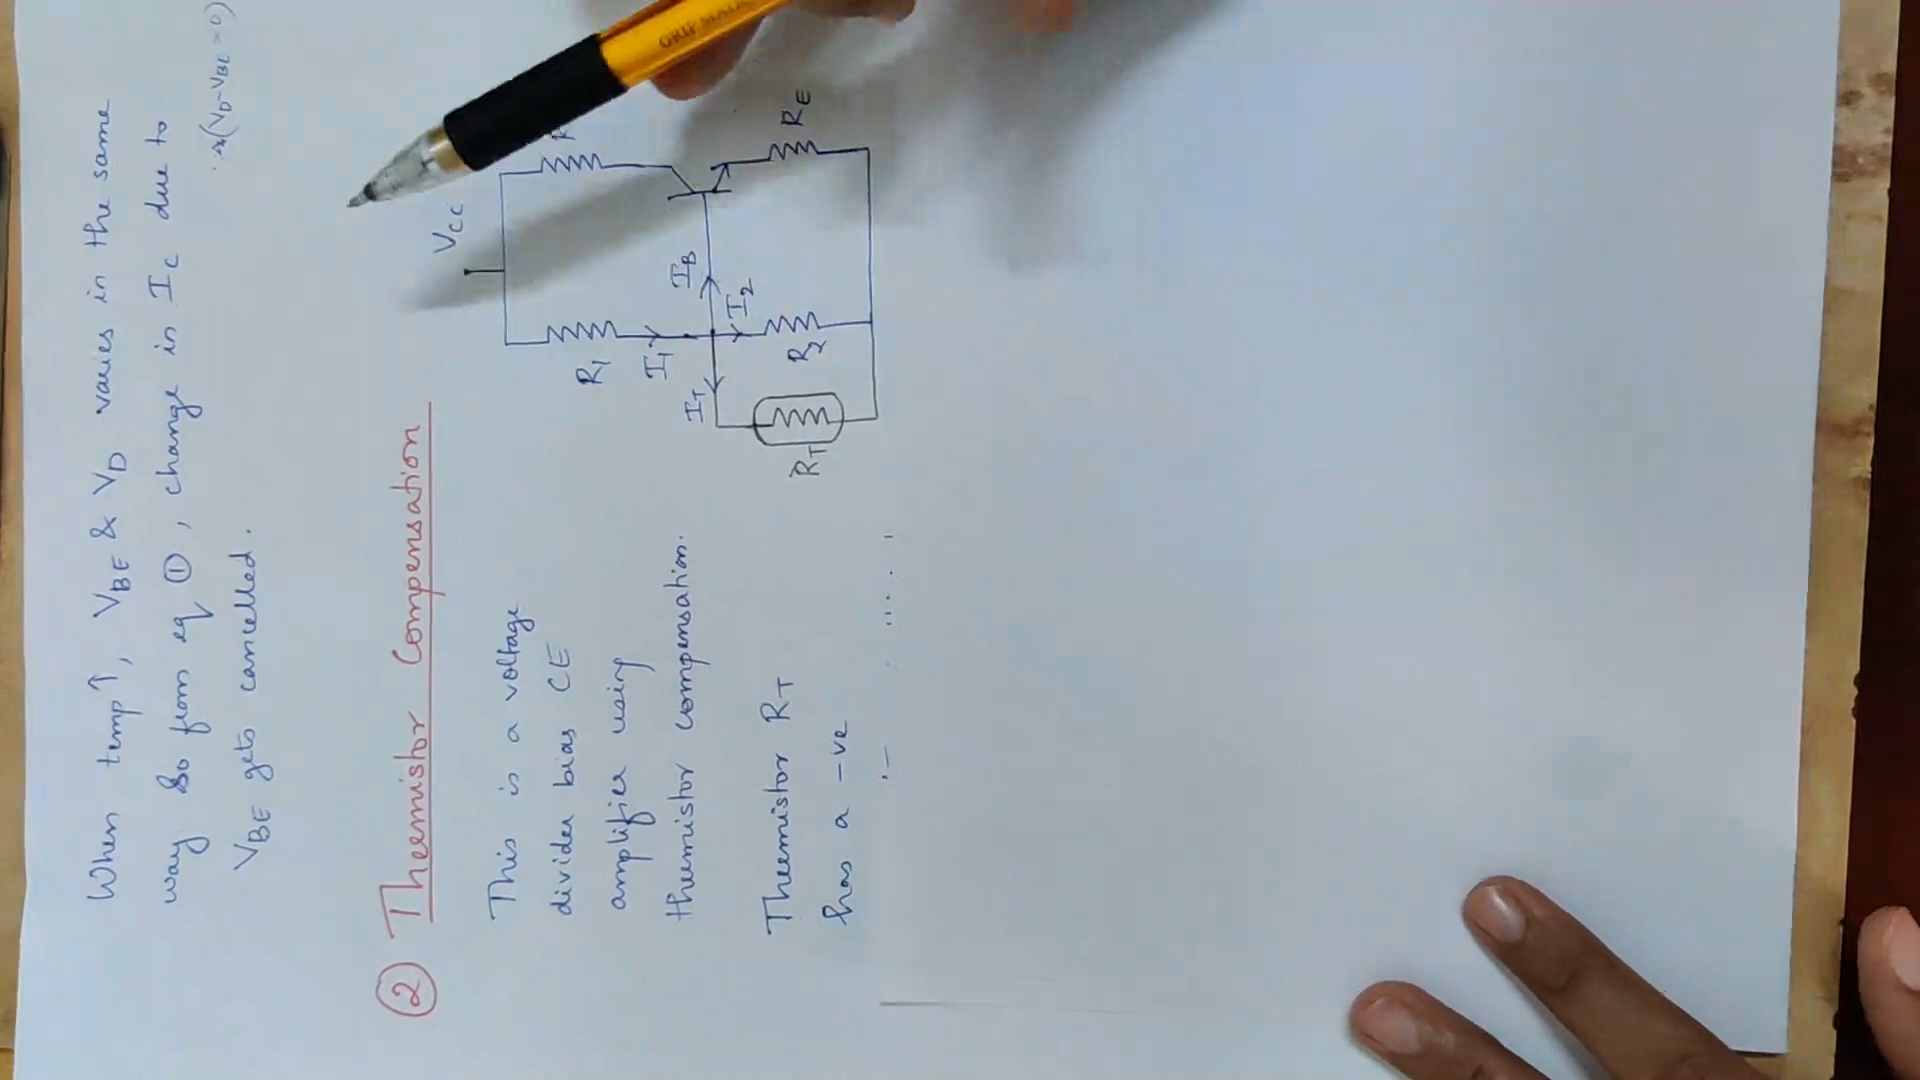 When temp↑, VBE & VD varies in the same
way So from eq ①, change in IC due to
VBE gets cancelled.
(VD-VBE=0)
② Thermistor Compensation
This is a voltage
divider bias CE
amplifier using
thermistor compensation.
Thermistor RT
has a -ve
VCC
R1
I1
IB
I2
IT
R2
RT
RE
GRIP